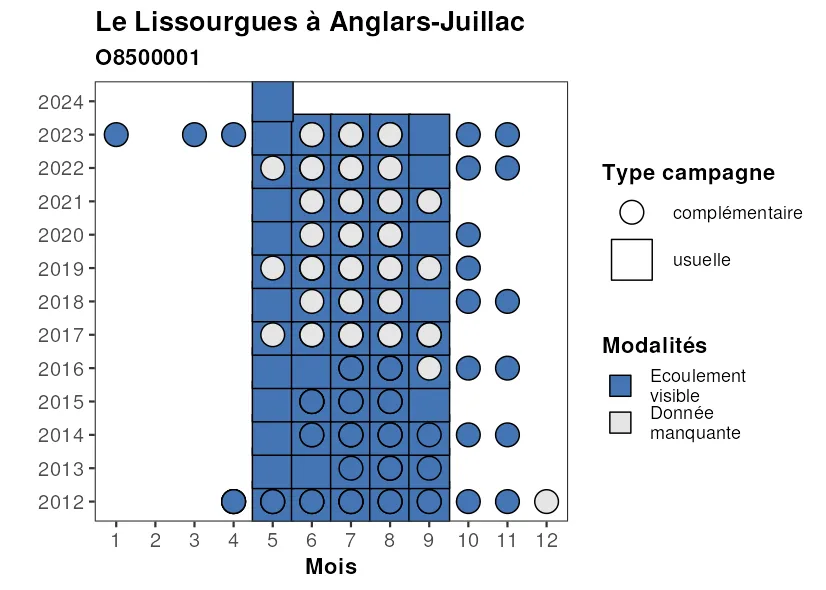 Le Lissourgues à Anglars-Juillac
O8500001
2024
2023
2022
2021
2020
2019
2018
2017
2016
2015
2014
2013
2012
1 2 3 4 5 6 7 8 9 10 11 12
Mois
Type campagne
complémentaire
usuelle
Modalités
Ecoulement
visible
Donnée
manquante